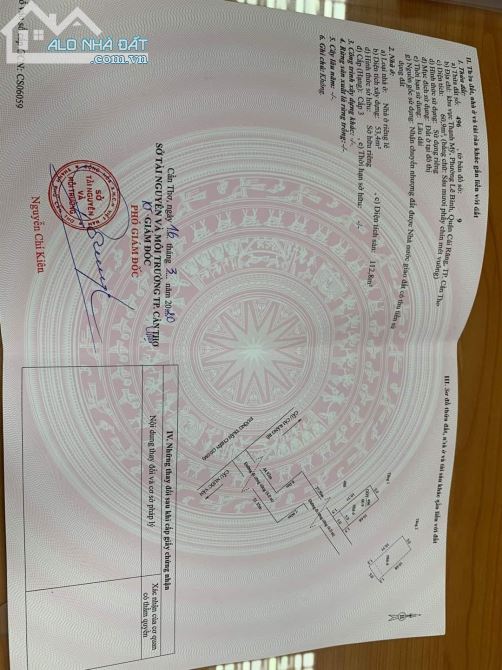 ALO NHÀ ĐẤT
.com.vn
II. Thửa đất, nhà ở và tài sản khác gắn liền với đất
1. Thửa đất:
a) Thửa đất số: 496 , tờ bản đồ số: 9
b) Địa chỉ: khu vực Thạnh Mỹ, Phường Lê Bình, Quận Cái Răng, TP. Cần Thơ
c) Diện tích: 60,9m² (bằng chữ: Sáu mươi phẩy chín mét vuông)
d) Hình thức sử dụng: Sử dụng riêng
đ) Mục đích sử dụng: Đất ở tại đô thị
e) Thời hạn sử dụng: Lâu dài
g) Nguồn gốc sử dụng: Nhận chuyển nhượng đất được Nhà nước giao đất có thu tiền sử dụng đất
2. Nhà ở:
a) Loại nhà ở: Nhà ở riêng lẻ
b) Diện tích xây dựng: 53,4m² , c) Diện tích sàn: 112,8m²
d) Hình thức sở hữu: Sở hữu riêng
đ) Cấp (Hạng): Cấp 3 , e) Thời hạn sở hữu: -/-
3. Công trình xây dựng khác: -/-
4. Rừng sản xuất là rừng trồng: -/-
5. Cây lâu năm: -/-
6. Ghi chú: Không.
Cần Thơ, ngày 16 tháng 3 năm 2020
SỞ TÀI NGUYÊN VÀ MÔI TRƯỜNG TP. CẦN THƠ
KT GIÁM ĐỐC
PHÓ GIÁM ĐỐC
SỞ
TÀI NGUYÊN
MÔI TRƯỜNG
Nguyễn Chí Kiên
CS06059
III. Sơ đồ thửa đất, nhà ở và tài sản khác gắn liền với đất
IV. Những thay đổi sau khi cấp giấy chứng nhận
Nội dung thay đổi và cơ sở pháp lý
Xác nhận của cơ quan có thẩm quyền